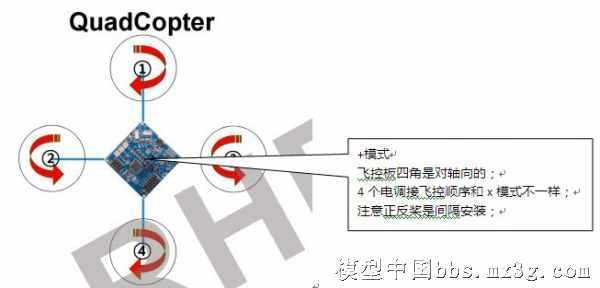 QuadCopter
①
+模式
②
飞控板四角是对轴向的；
4 个电调接飞控顺序和 x 模式不一样；
注意正反桨是间隔安装；
④
模型中国bbs.mx3g.com